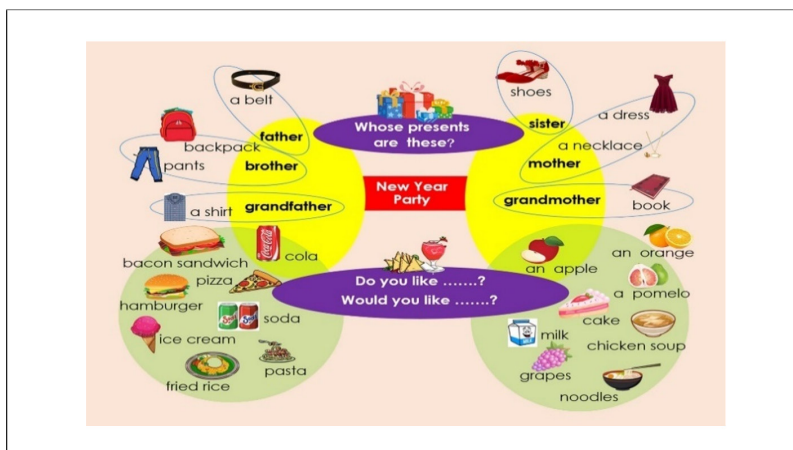 a belt
father
backpack
pants
brother
a shirt
grandfather
Whose presents
are these?
New Year
Party
shoes
sister
a dress
a necklace
mother
grandmother
book
bacon sandwich
cola
pizza
hamburger
soda
ice cream
pasta
fried rice
Do you like .......?
Would you like .......?
an apple
an orange
a pomelo
cake
milk
chicken soup
grapes
noodles